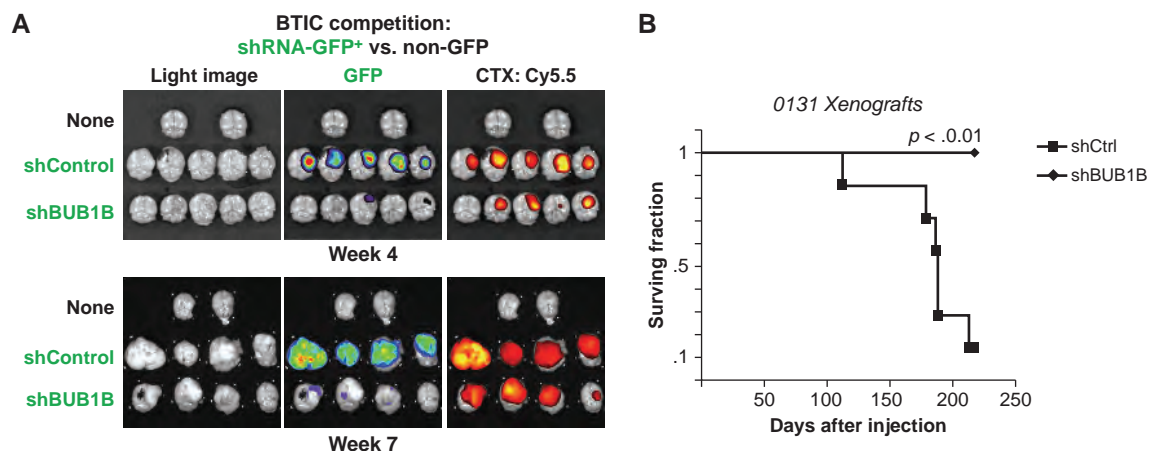 A
BTIC competition:
shRNA-GFP+ vs. non-GFP
Light image
GFP
CTX: Cy5.5
None
shControl
shBUB1B
Week 4
None
shControl
shBUB1B
Week 7
B
0131 Xenografts
p < .01
shCtrl
shBUB1B
Surving fraction
1
.5
.1
50
100
150
200
250
Days after injection